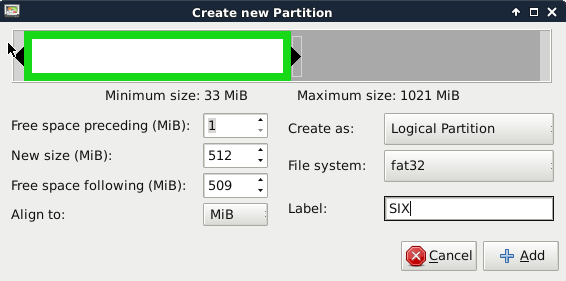 Create new Partition
Minimum size: 33 MiB Maximum size: 1021 MiB
Free space preceding (MiB): 1
New size (MiB): 512
Free space following (MiB): 509
Align to: MiB
Create as: Logical Partition
File system: fat32
Label: SIX
Cancel Add